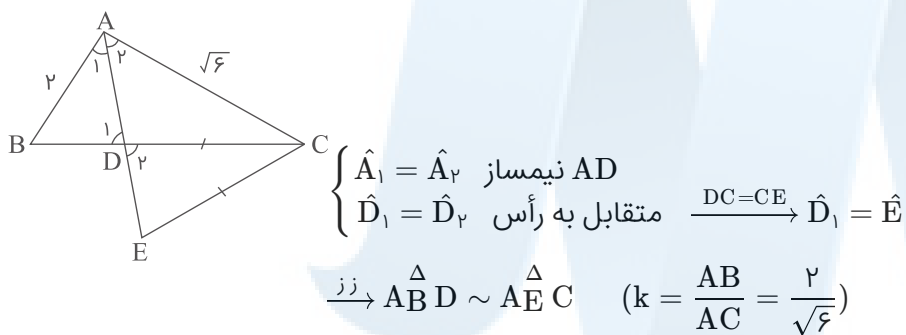 A
۱ ۲
۲
√۶
B
۱
D ۲
C
E
Â₁ = Â₂ نیمساز AD
D̂₁ = D̂₂ متقابل به رأس DC=CE → D̂₁ = Ê
ز ز → ABD ~ AEC (k = AB/AC = ۲/√۶)